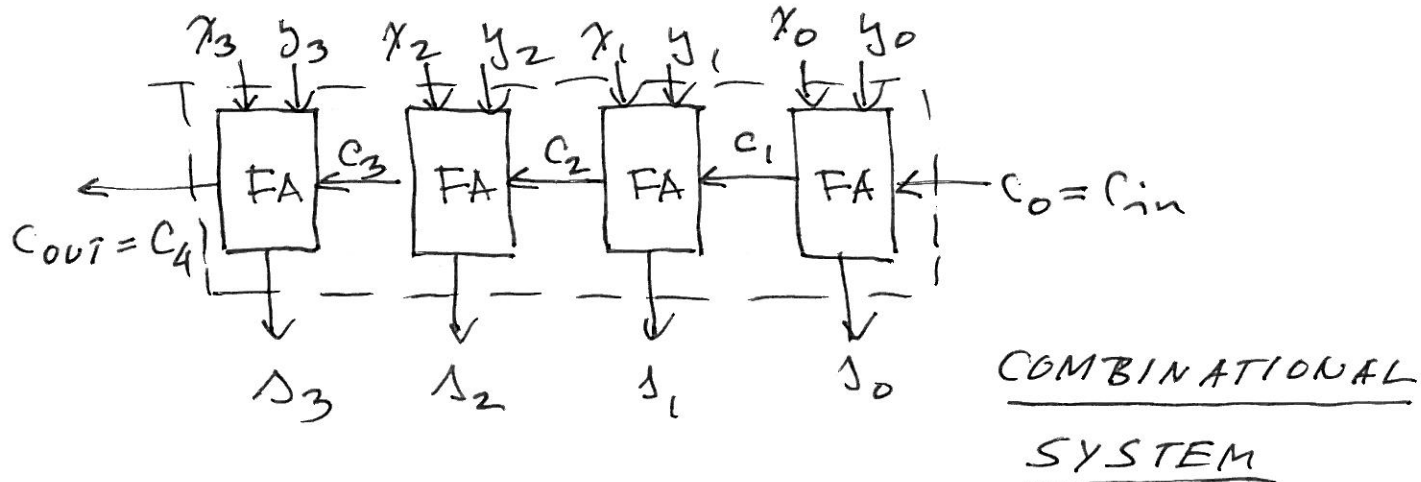 x₃ y₃ x₂ y₂ x₁ y₁ x₀ y₀
FA c₃ FA c₂ FA c₁ FA c₀ = cin
COUT = C₄
s₃ s₂ s₁ s₀
COMBINATIONAL
SYSTEM